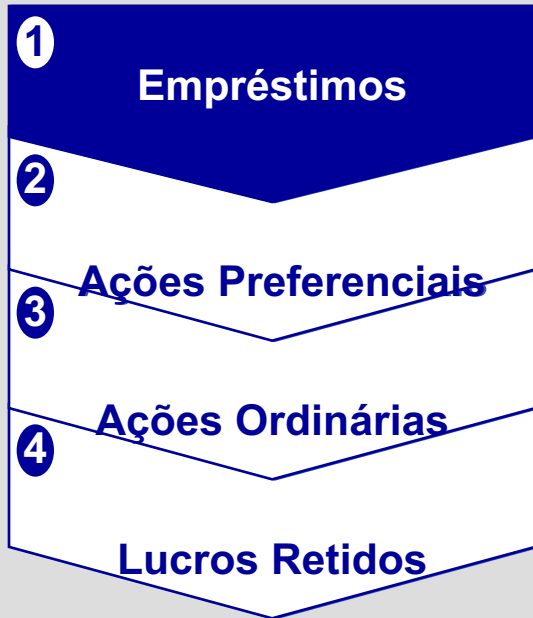 1
Empréstimos
2
Ações Preferenciais
3
Ações Ordinárias
4
Lucros Retidos